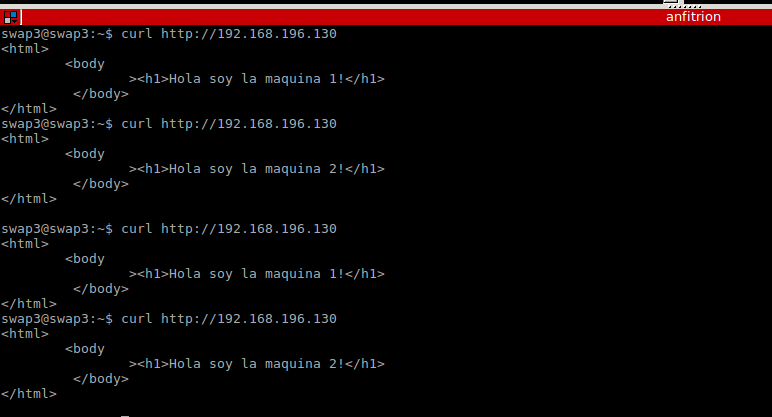 anfitrion
swap3@swap3:~$ curl http://192.168.196.130
<html>
        <body
                ><h1>Hola soy la maquina 1!</h1>
         </body>
</html>
swap3@swap3:~$ curl http://192.168.196.130
<html>
        <body
                ><h1>Hola soy la maquina 2!</h1>
         </body>
</html>

swap3@swap3:~$ curl http://192.168.196.130
<html>
        <body
                ><h1>Hola soy la maquina 1!</h1>
         </body>
</html>
swap3@swap3:~$ curl http://192.168.196.130
<html>
        <body
                ><h1>Hola soy la maquina 2!</h1>
         </body>
</html>